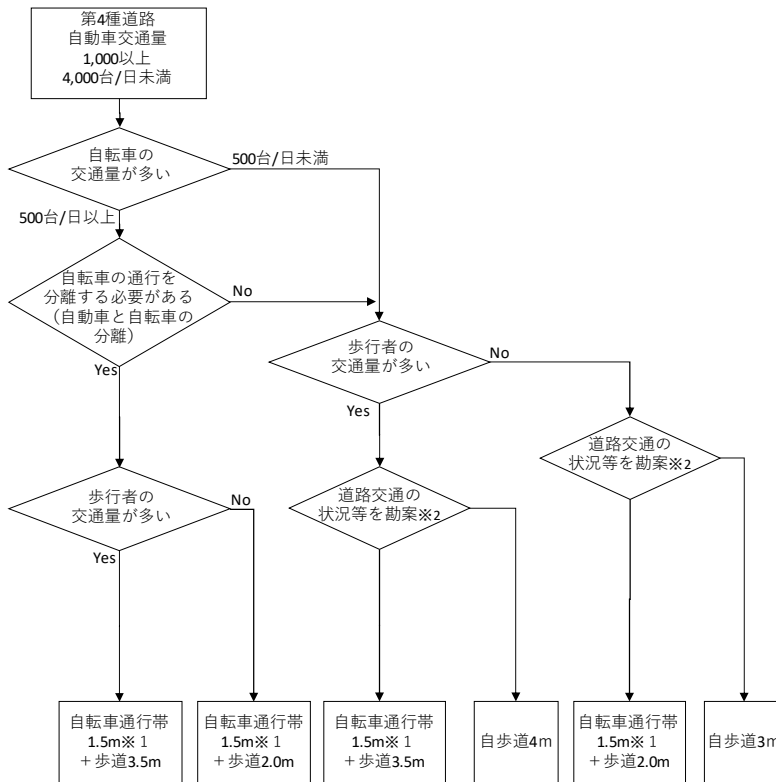 第4種道路
自動車交通量
1,000以上
4,000台/日未満
自転車の
交通量が多い
500台/日未満
500台/日以上
自転車の通行を
分離する必要がある
（自動車と自転車の
分離）
No
Yes
歩行者の
交通量が多い
No
Yes
道路交通の
状況等を勘案※2
歩行者の
交通量が多い
No
Yes
道路交通の
状況等を勘案※2
自転車通行帯
1.5m※１
＋歩道3.5m
自転車通行帯
1.5m※１
＋歩道2.0m
自転車通行帯
1.5m※１
＋歩道3.5m
自歩道4ｍ
自転車通行帯
1.5m※１
＋歩道2.0m
自歩道3ｍ